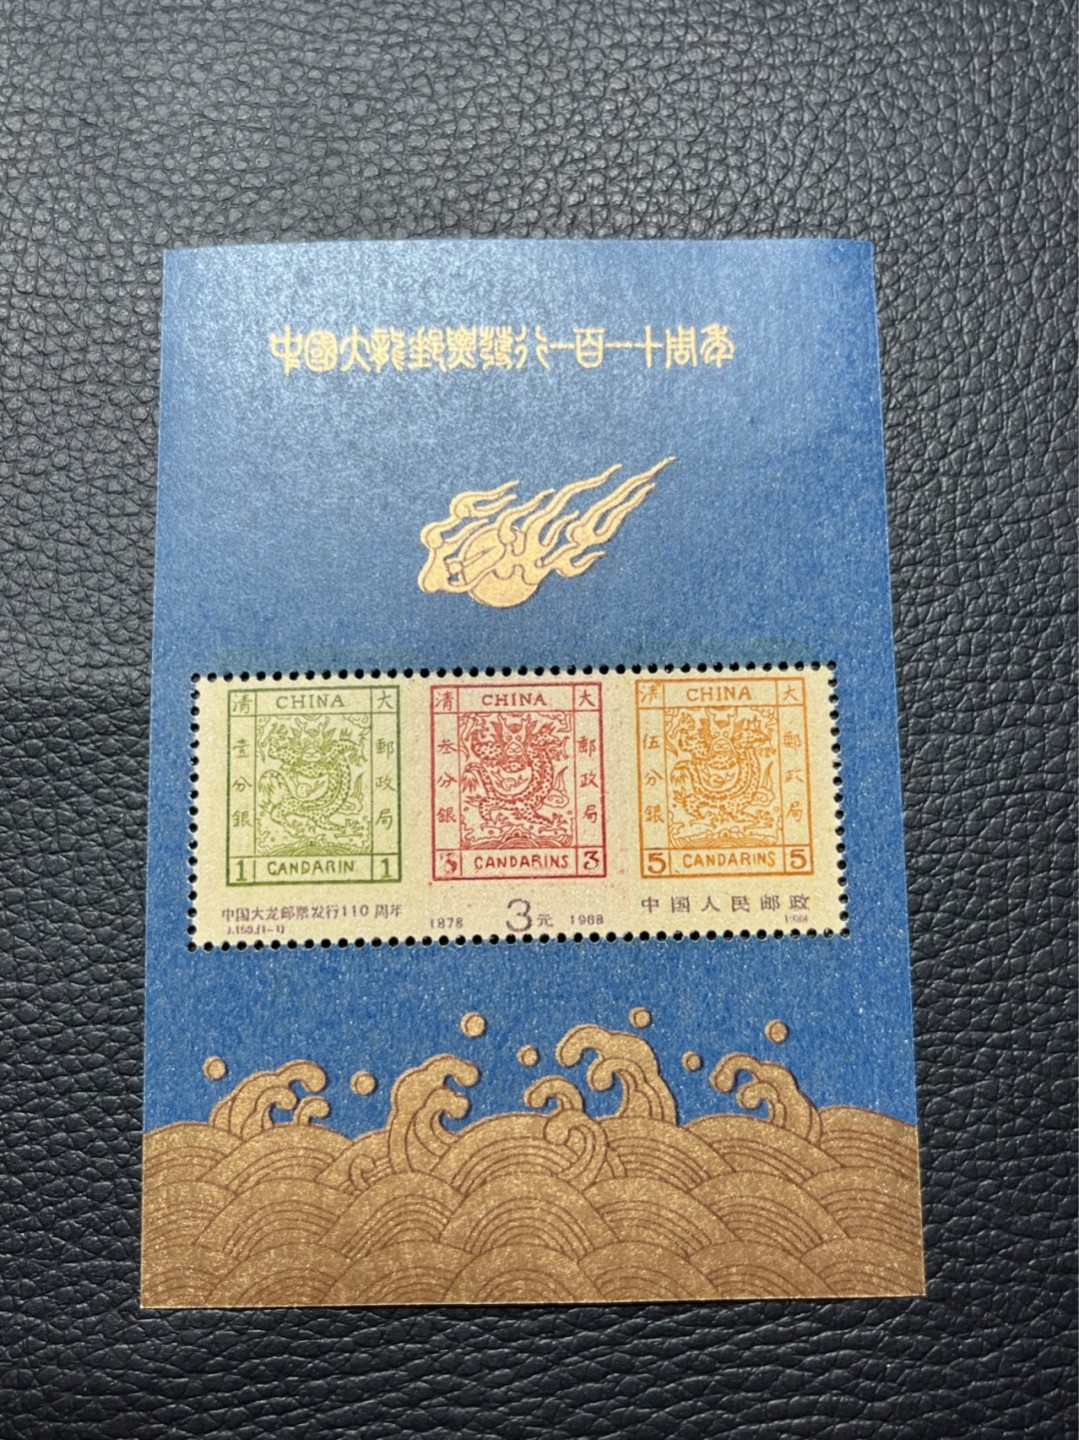 中國大龍郵票發行一百一十周年
CHINA
大清郵政局
壹分銀
1 CANDARIN 1
CHINA
大清郵政局
叁分銀
3 CANDARINS 3
CHINA
大清郵政局
伍分銀
5 CANDARINS 5
中国大龙邮票发行110周年
J.150.(1-1)
1878 3元 1988
中国人民邮政
1988